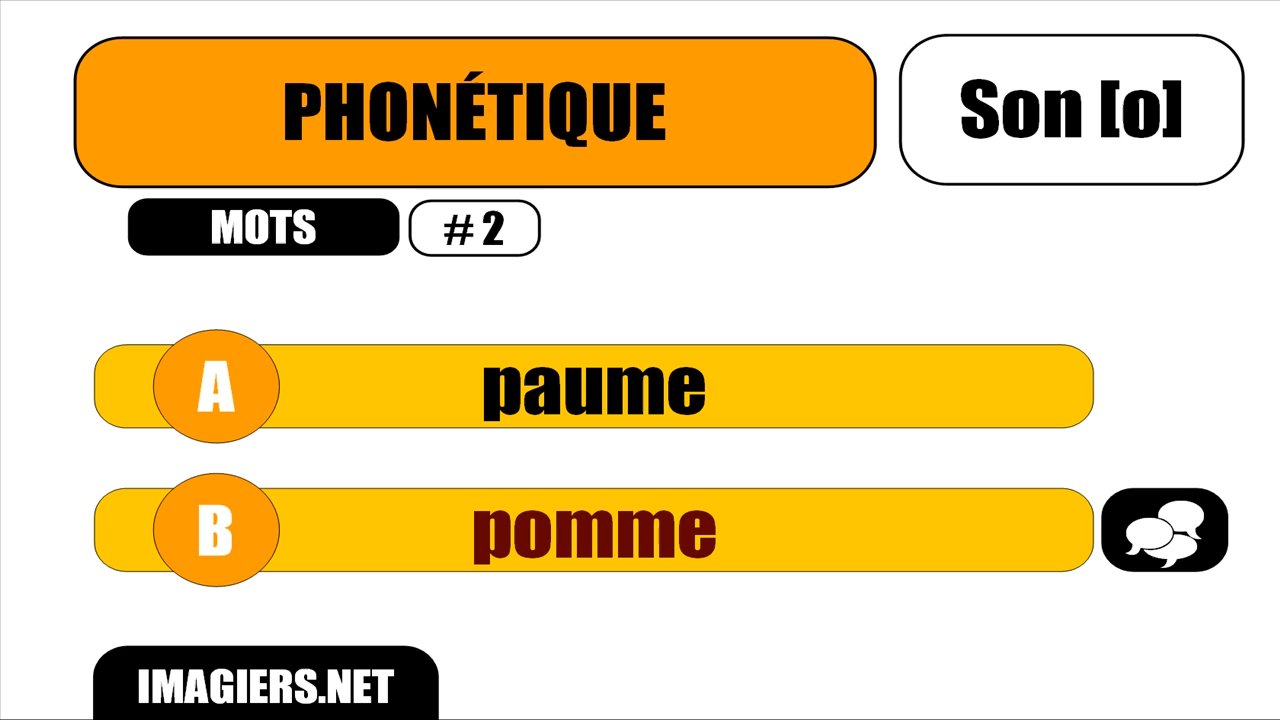 PHONÉTIQUE
Son [o]
MOTS
# 2
A
paume
B
pomme
IMAGIERS.NET